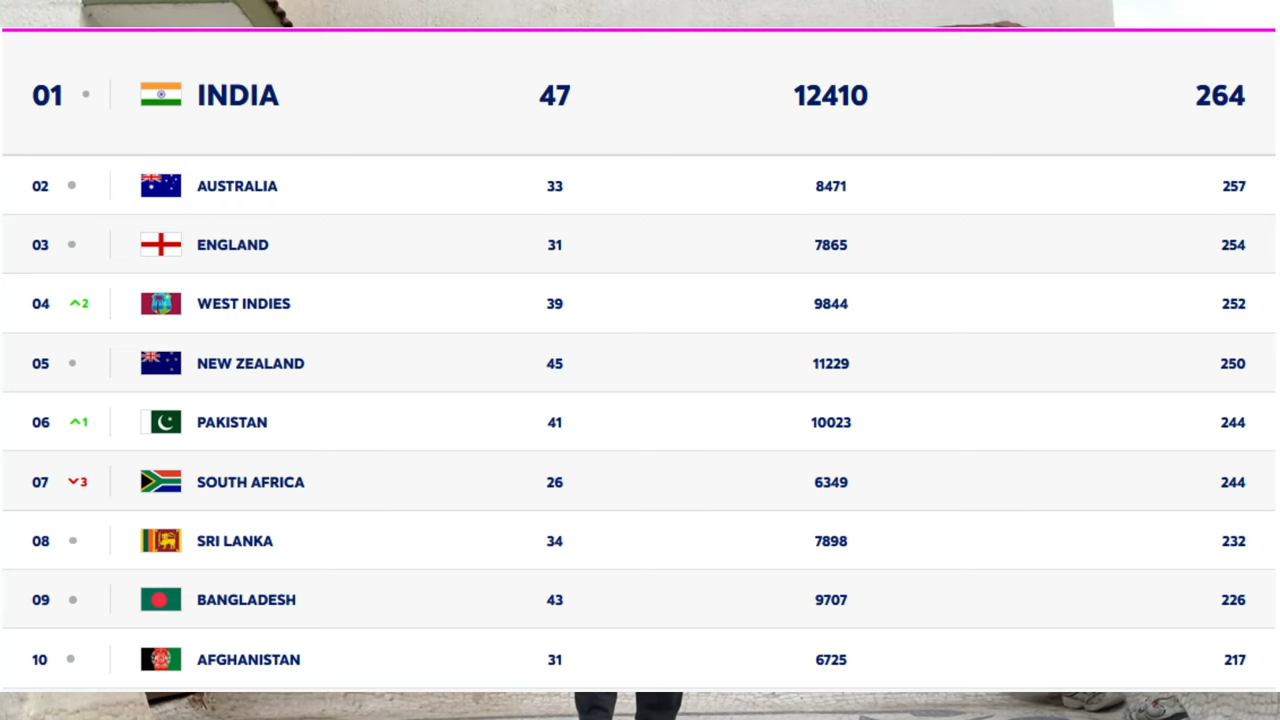 01 INDIA 47 12410 264
02 AUSTRALIA 33 8471 257
03 ENGLAND 31 7865 254
04 2 WEST INDIES 39 9844 252
05 NEW ZEALAND 45 11229 250
06 1 PAKISTAN 41 10023 244
07 3 SOUTH AFRICA 26 6349 244
08 SRI LANKA 34 7898 232
09 BANGLADESH 43 9707 226
10 AFGHANISTAN 31 6725 217